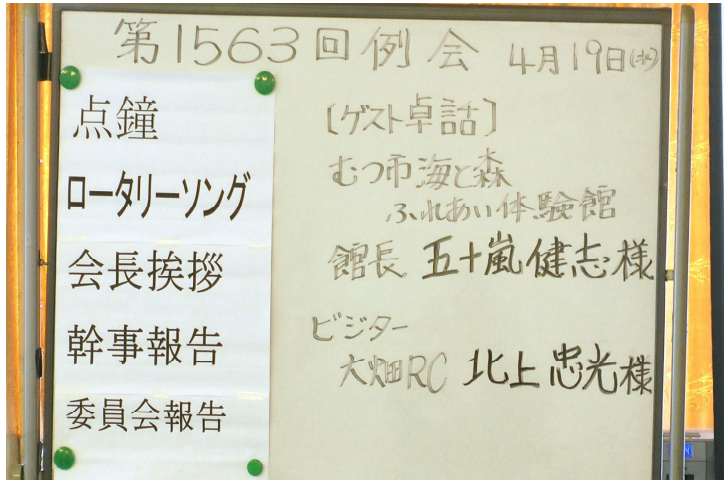 第1563回例会 4月19日(水)
点鐘
ロータリーソング
会長挨拶
幹事報告
委員会報告
[ゲスト卓話]
むつ市海と森
ふれあい体験館
館長 五十嵐健志様
ビジター
大畑RC 北上忠光様